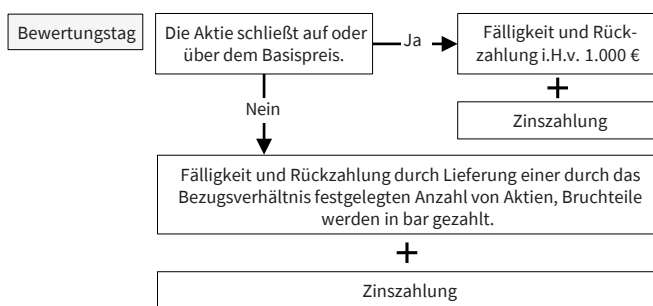 Bewertungstag
Die Aktie schließt auf oder
über dem Basispreis.
Ja
Fälligkeit und Rück-
zahlung i.H.v. 1.000 €
+
Zinszahlung
Nein
Fälligkeit und Rückzahlung durch Lieferung einer durch das
Bezugsverhältnis festgelegten Anzahl von Aktien, Bruchteile
werden in bar gezahlt.
+
Zinszahlung